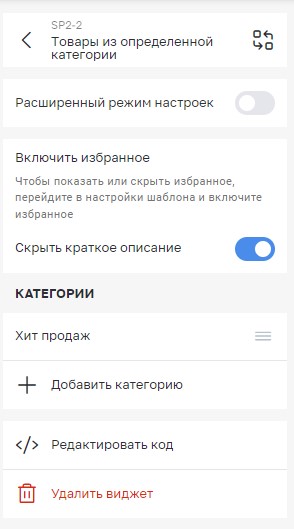 SP2-2
Товары из определенной
категории
Расширенный режим настроек
Включить избранное
Чтобы показать или скрыть избранное,
перейдите в настройки шаблона и включите
избранное
Скрыть краткое описание
КАТЕГОРИИ
Хит продаж
Добавить категорию
Редактировать код
Удалить виджет